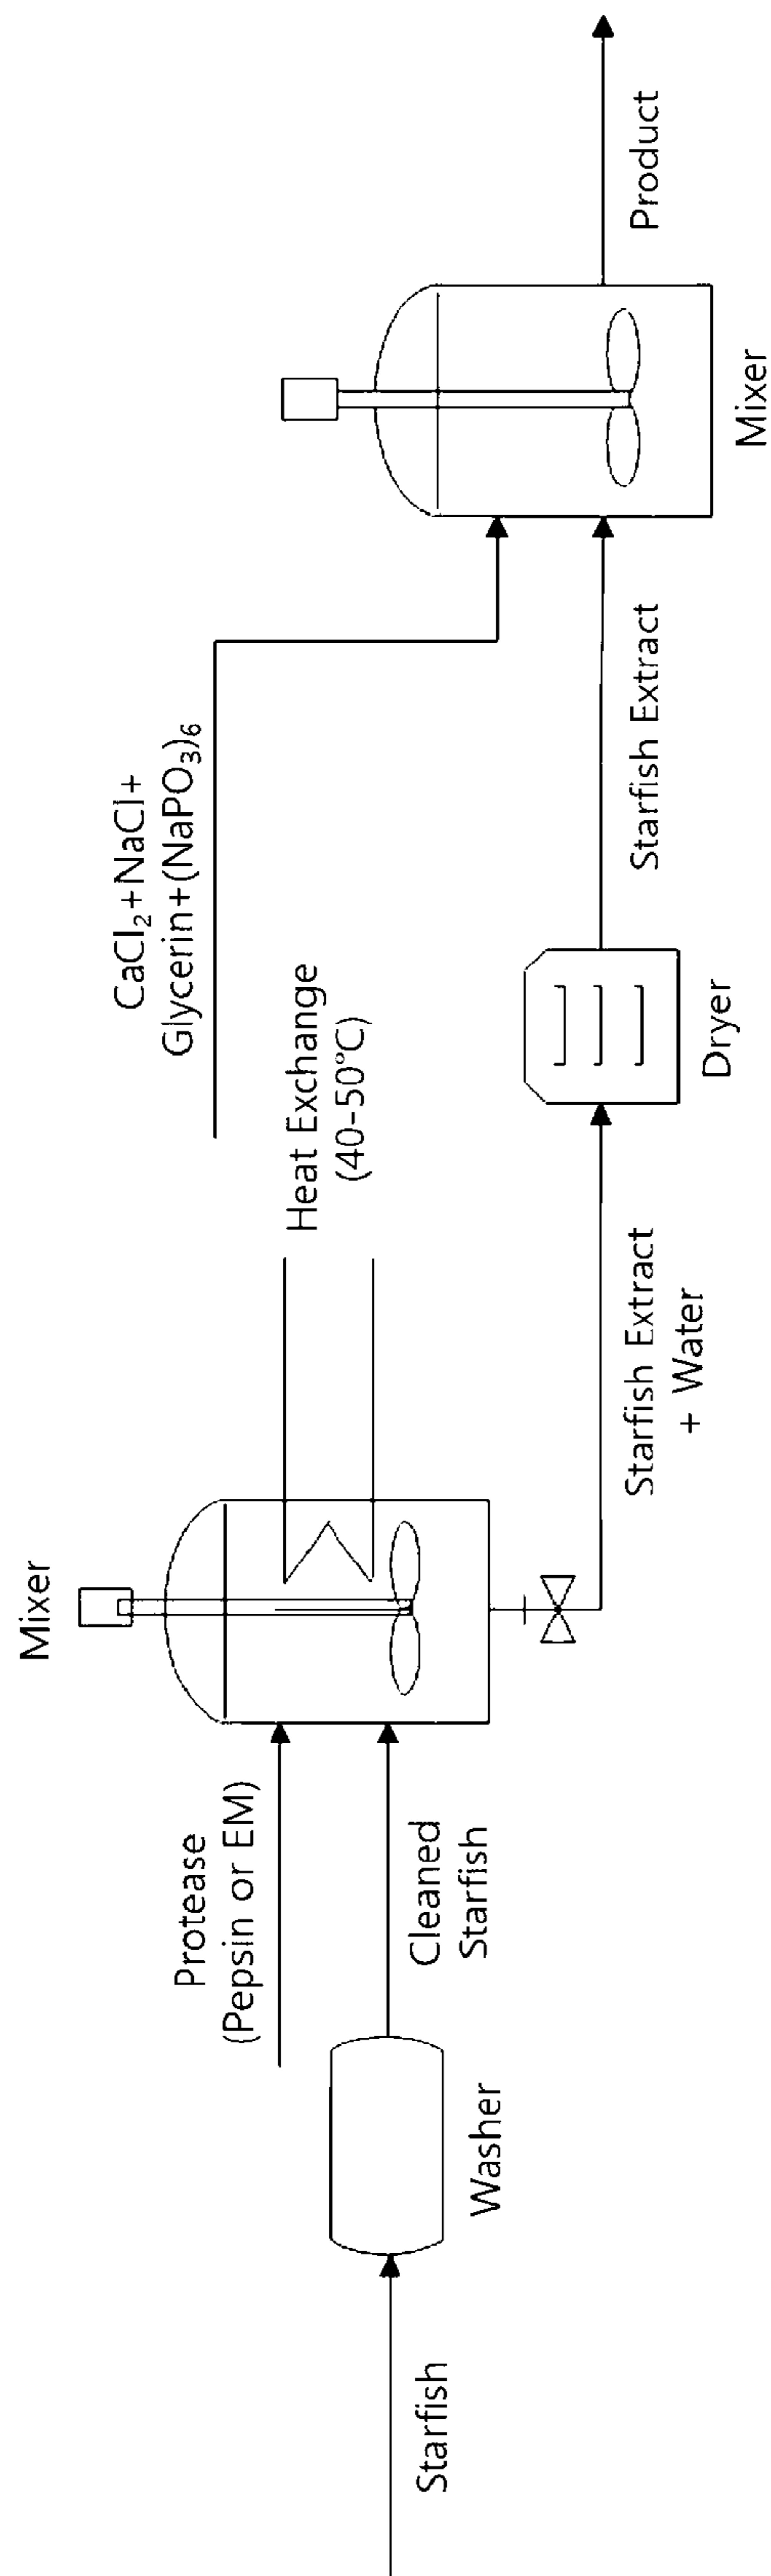 Starfish
Washer
Protease
(Pepsin or EM)
Cleaned
Starfish
Mixer
Heat Exchange
(40-50°C)
Starfish Extract
+ Water
Dryer
CaCl₂+NaCl+
Glycerin+(NaPO₃)₆
Starfish Extract
Mixer
Product